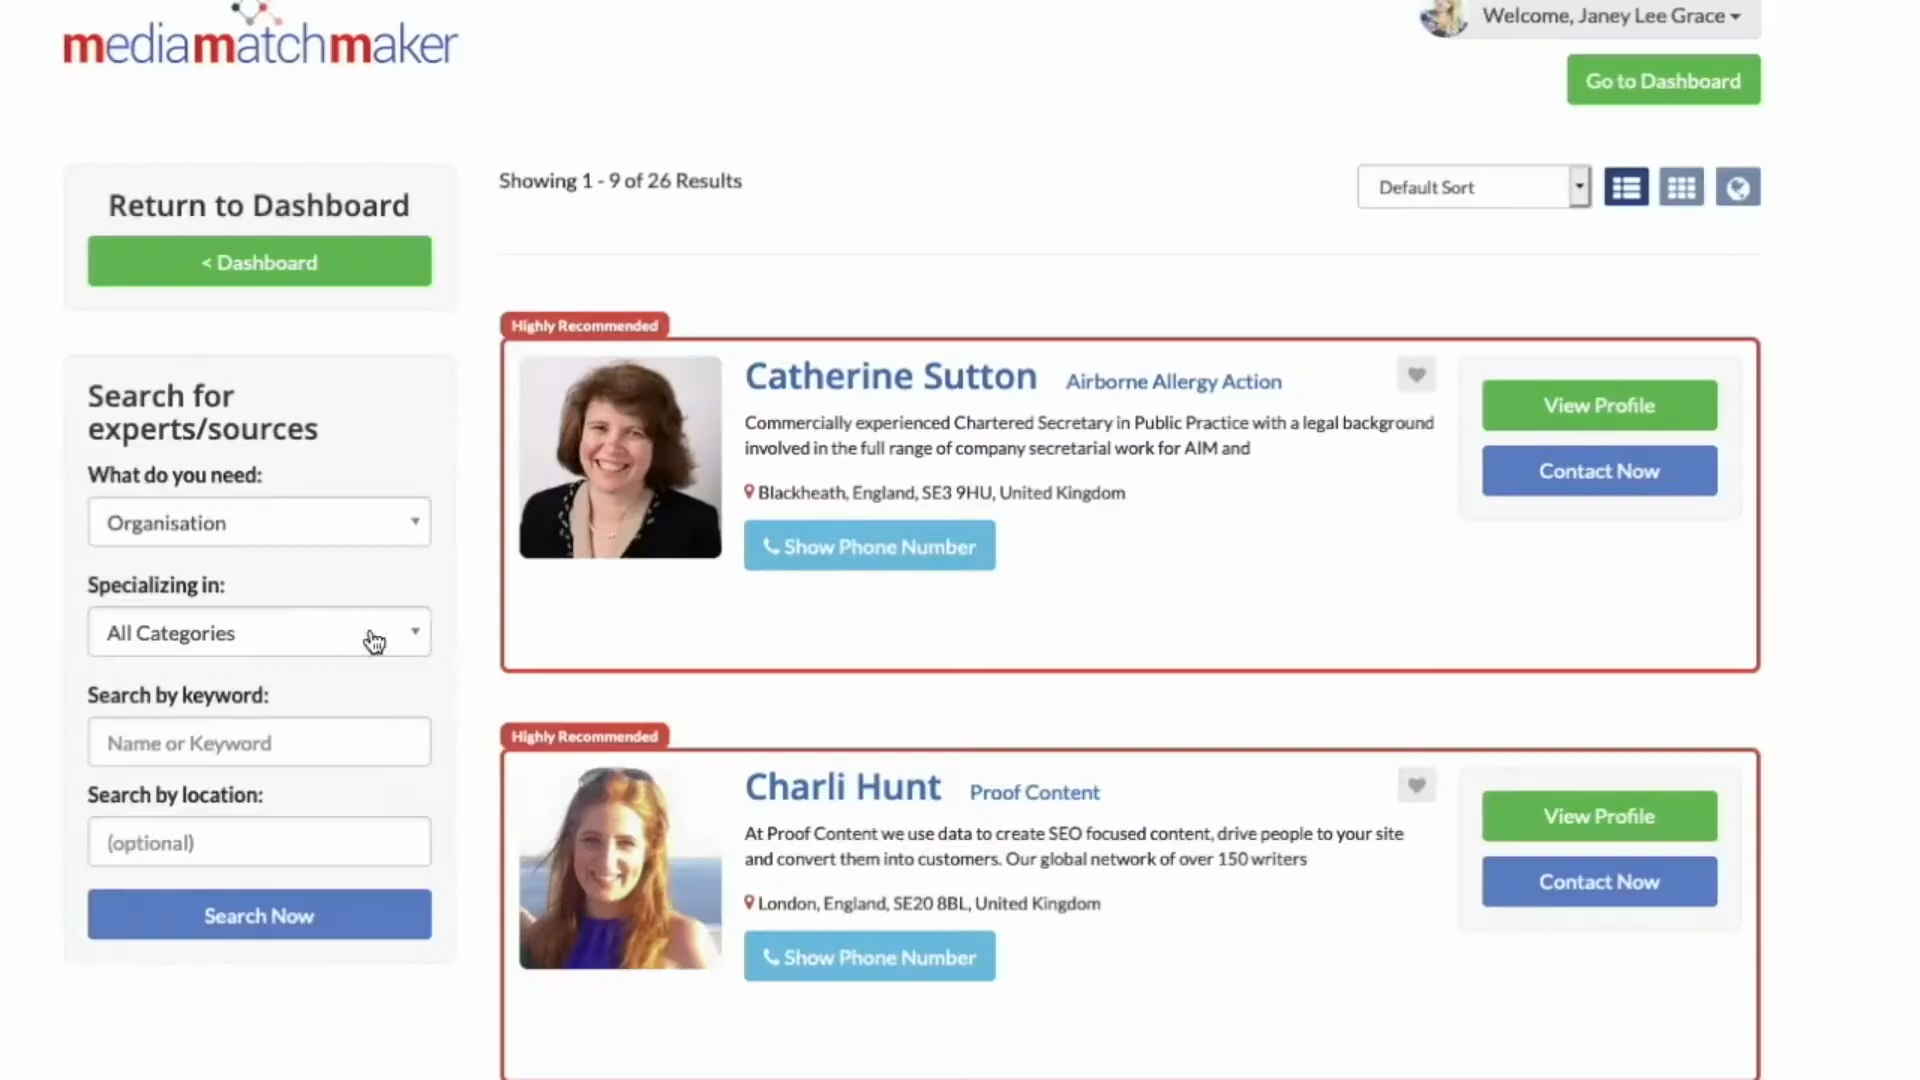 mediamatchmaker
Welcome, Janey Lee Grace
Go to Dashboard
Return to Dashboard
< Dashboard
Showing 1 - 9 of 26 Results
Default Sort
Search for
experts/sources
What do you need:
Organisation
Specializing in:
All Categories
Search by keyword:
Name or Keyword
Search by location:
(optional)
Search Now
Highly Recommended
Catherine Sutton Airborne Allergy Action
Commercially experienced Chartered Secretary in Public Practice with a legal background
involved in the full range of company secretarial work for AIM and
Blackheath, England, SE3 9HU, United Kingdom
Show Phone Number
View Profile
Contact Now
Highly Recommended
Charli Hunt Proof Content
At Proof Content we use data to create SEO focused content, drive people to your site
and convert them into customers. Our global network of over 150 writers
London, England, SE20 8BL, United Kingdom
Show Phone Number
View Profile
Contact Now